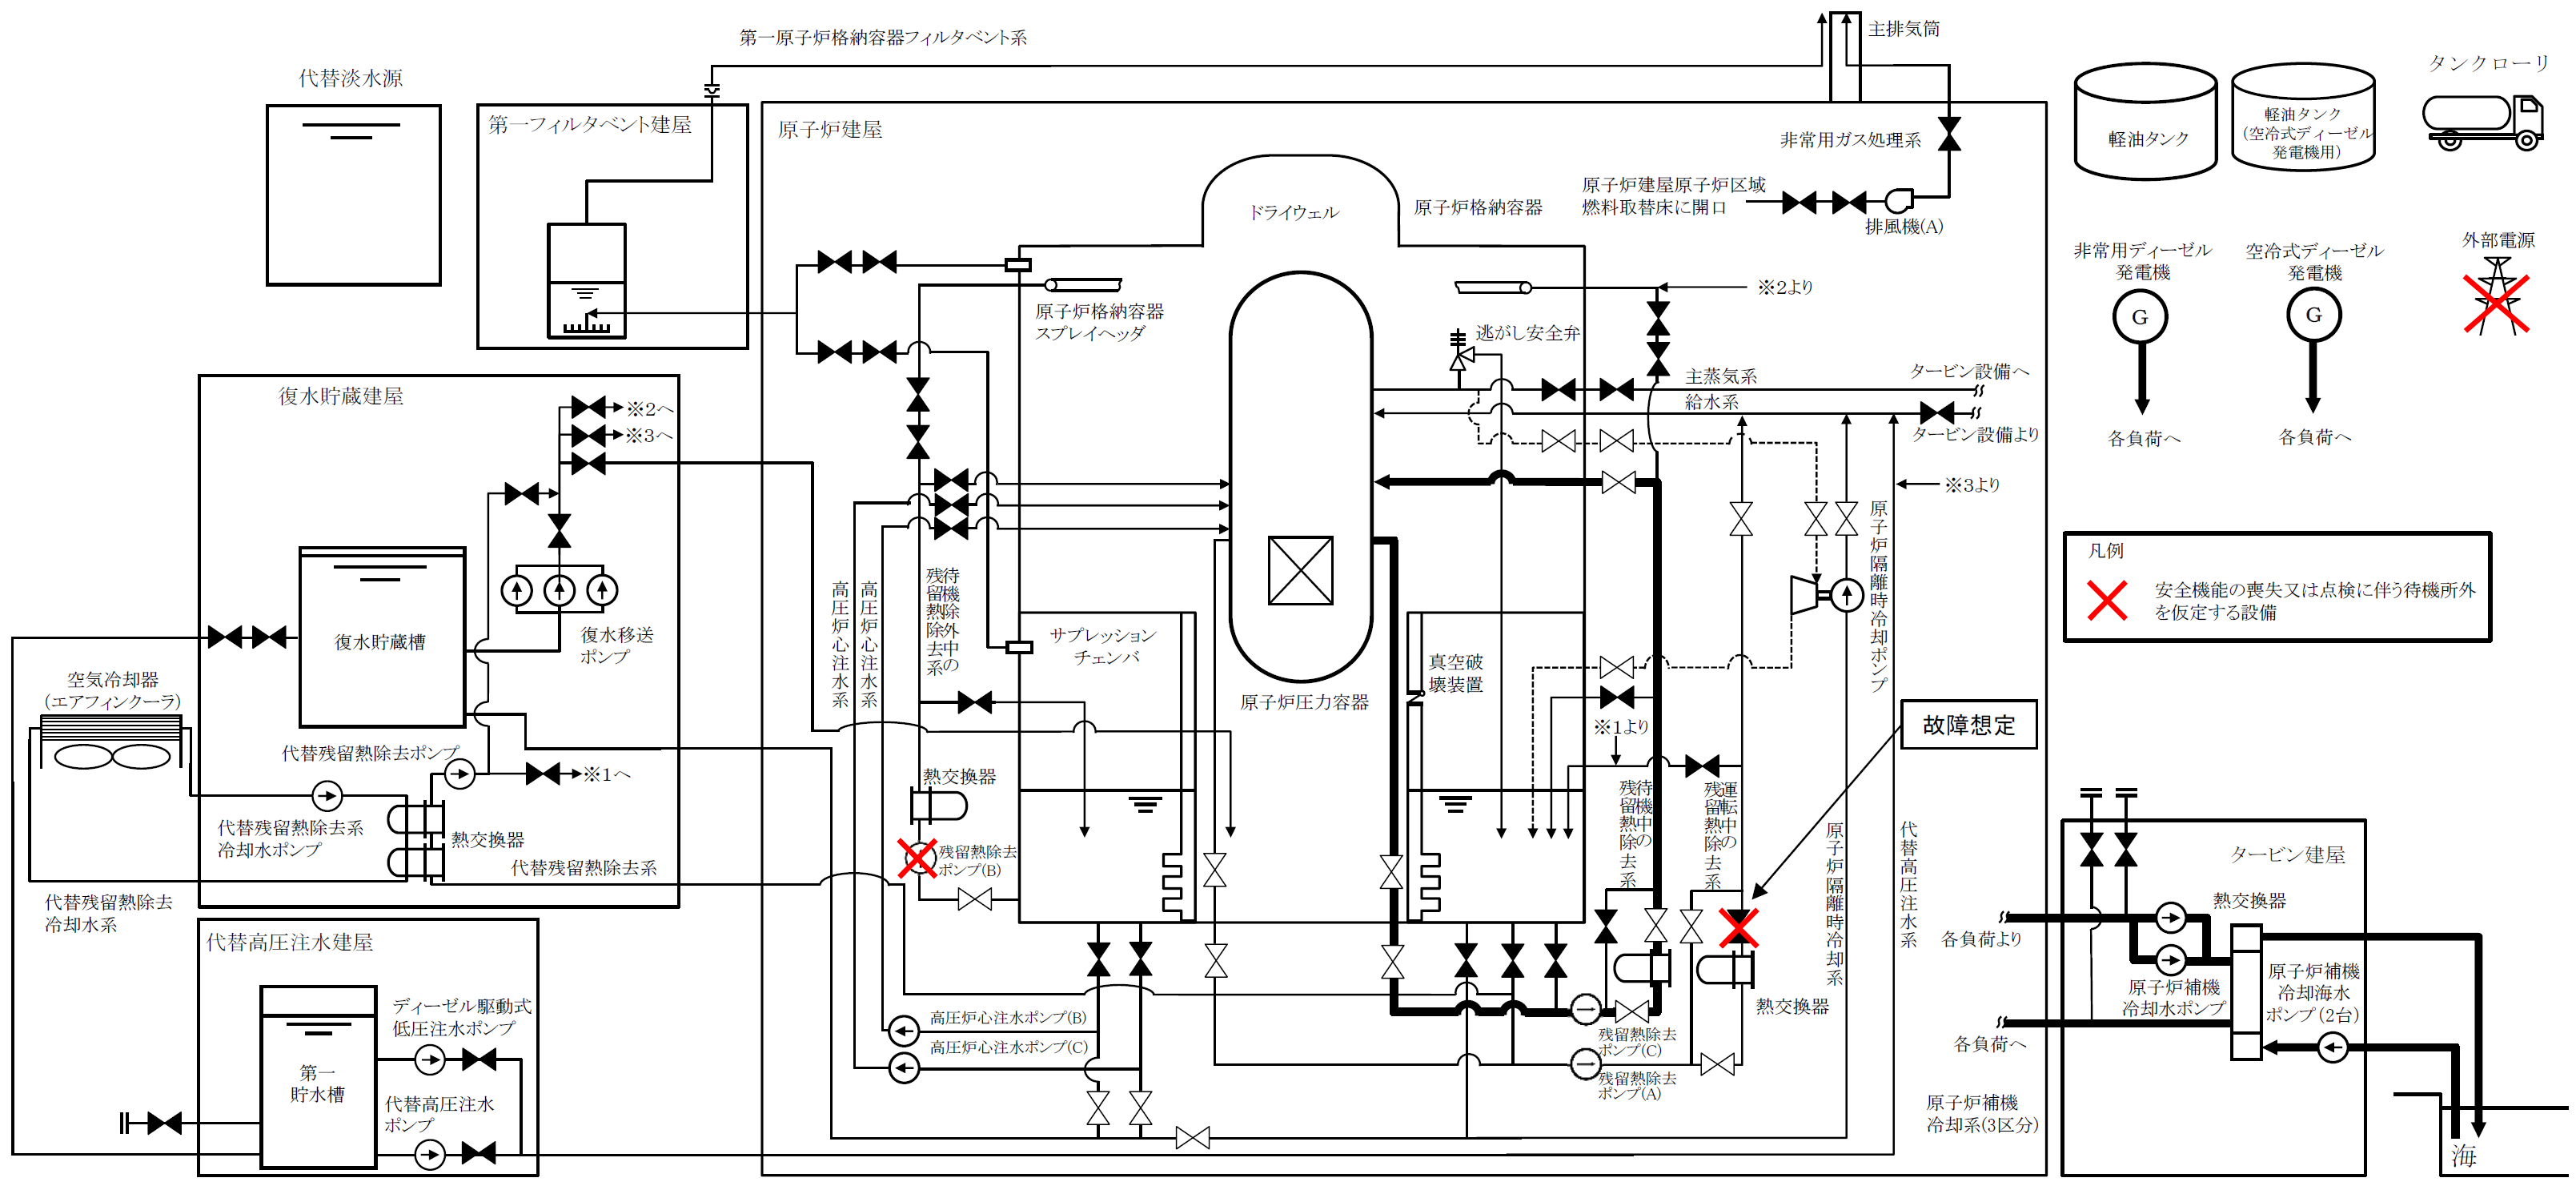 第一原子炉格納容器フィルタベント系
主排気筒
代替淡水源
第一フィルタベント建屋
原子炉建屋
非常用ガス処理系
原子炉建屋原子炉区域
燃料取替床に開口
排風機(A)
ドライウェル
原子炉格納容器
軽油タンク
軽油タンク
(空冷式ディーゼル
発電機用)
タンクローリ
非常用ディーゼル
発電機
G
各負荷へ
空冷式ディーゼル
発電機
G
各負荷へ
外部電源
原子炉格納容器
スプレイヘッダ
※2より
逃がし安全弁
主蒸気系
タービン設備へ
給水系
タービン設備より
※3より
復水貯蔵建屋
※2へ
※3へ
復水貯蔵槽
復水移送
ポンプ
空気冷却器
(エアフィンクーラ)
代替残留熱除去ポンプ
※1へ
代替残留熱除去系
冷却水ポンプ
熱交換器
代替残留熱除去系
代替残留熱除去
冷却水系
高圧炉心注水系
高圧炉心注水系
待機除外中の
残留熱除去系
サプレッション
チェンバ
原子炉圧力容器
真空破
壊装置
※1より
熱交換器
残留熱除去
ポンプ(B)
待機中の
残留熱除去系
運転中の
残留熱除去系
原子炉隔離時冷却ポンプ
原子炉隔離時冷却系
代替高圧注水系
故障想定
凡例
安全機能の喪失又は点検に伴う待機所外
を仮定する設備
代替高圧注水建屋
ディーゼル駆動式
低圧注水ポンプ
第一
貯水槽
代替高圧注水
ポンプ
高圧炉心注水ポンプ(B)
高圧炉心注水ポンプ(C)
残留熱除去
ポンプ(C)
残留熱除去
ポンプ(A)
熱交換器
タービン建屋
熱交換器
各負荷より
原子炉補機
冷却水ポンプ
原子炉補機
冷却海水
ポンプ(2台)
各負荷へ
原子炉補機
冷却系(3区分)
海